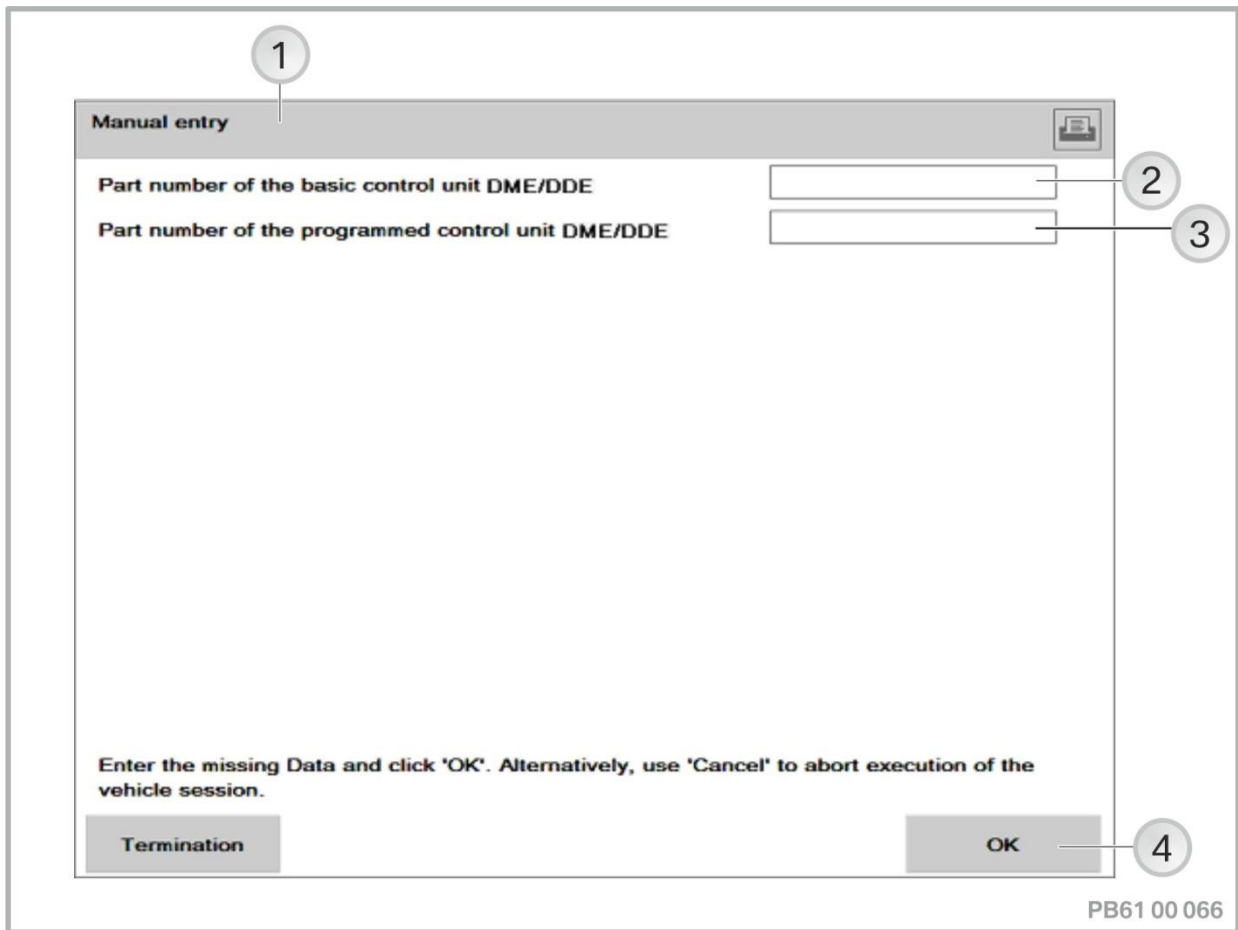 1
Manual entry
Part number of the basic control unit DME/DDE
2
Part number of the programmed control unit DME/DDE
3
Enter the missing Data and click 'OK'. Alternatively, use 'Cancel' to abort execution of the
vehicle session.
Termination
OK
4
PB61 00 066